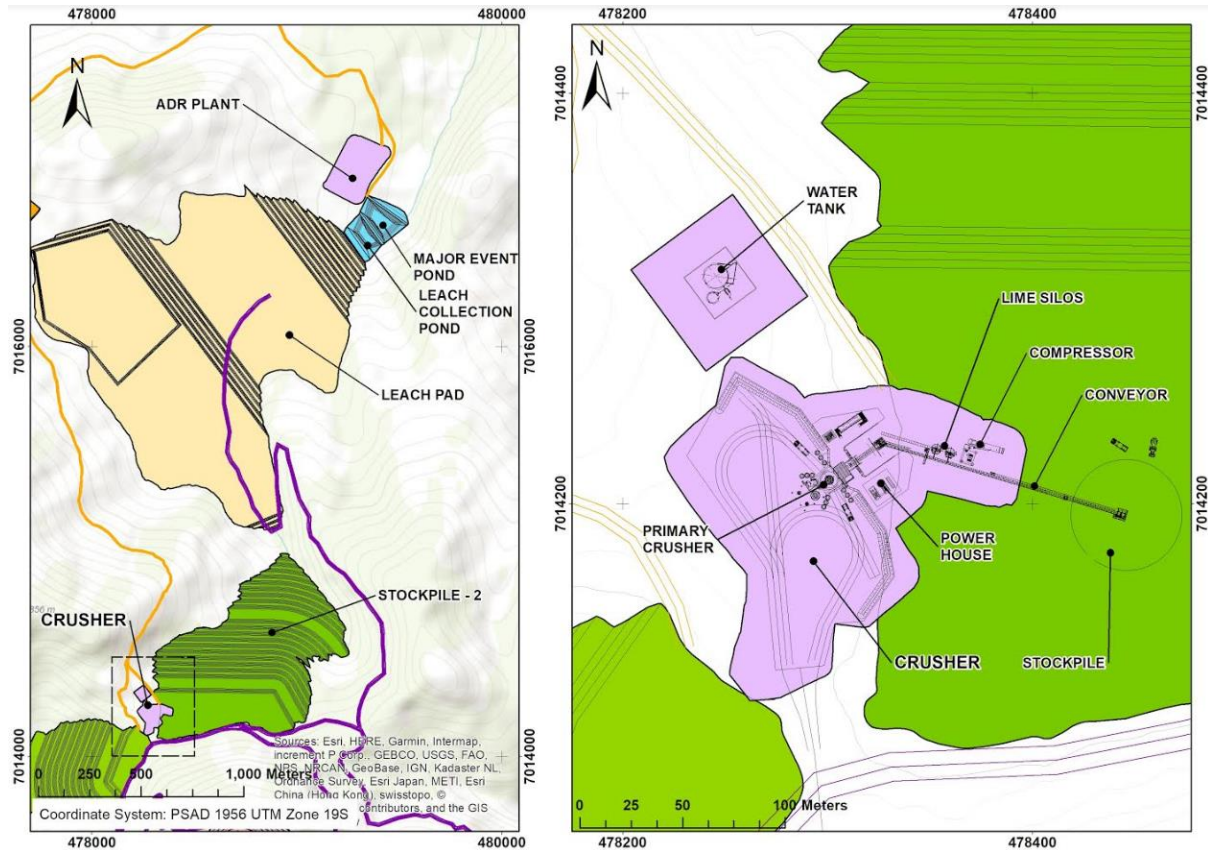 478000
480000
478200
478400
N
ADR PLANT
MAJOR EVENT
POND
LEACH
COLLECTION
POND
7016000
7016000
LEACH PAD
STOCKPILE - 2
CRUSHER
7014000
7014000
Sources: Esri, HERE, Garmin, Intermap,
increment P Corp., GEBCO, USGS, FAO,
NPS, NRCAN, GeoBase, IGN, Kadaster NL,
Ordnance Survey, Esri Japan, METI, Esri
China (Hong Kong), swisstopo, ©
contributors, and the GIS
0 250 500 1,000 Meters
Coordinate System: PSAD 1956 UTM Zone 19S
478000
480000
N
7014400
7014400
WATER
TANK
LIME SILOS
COMPRESSOR
CONVEYOR
7014200
7014200
PRIMARY
CRUSHER
POWER
HOUSE
CRUSHER
STOCKPILE
0 25 50 100 Meters
478200
478400